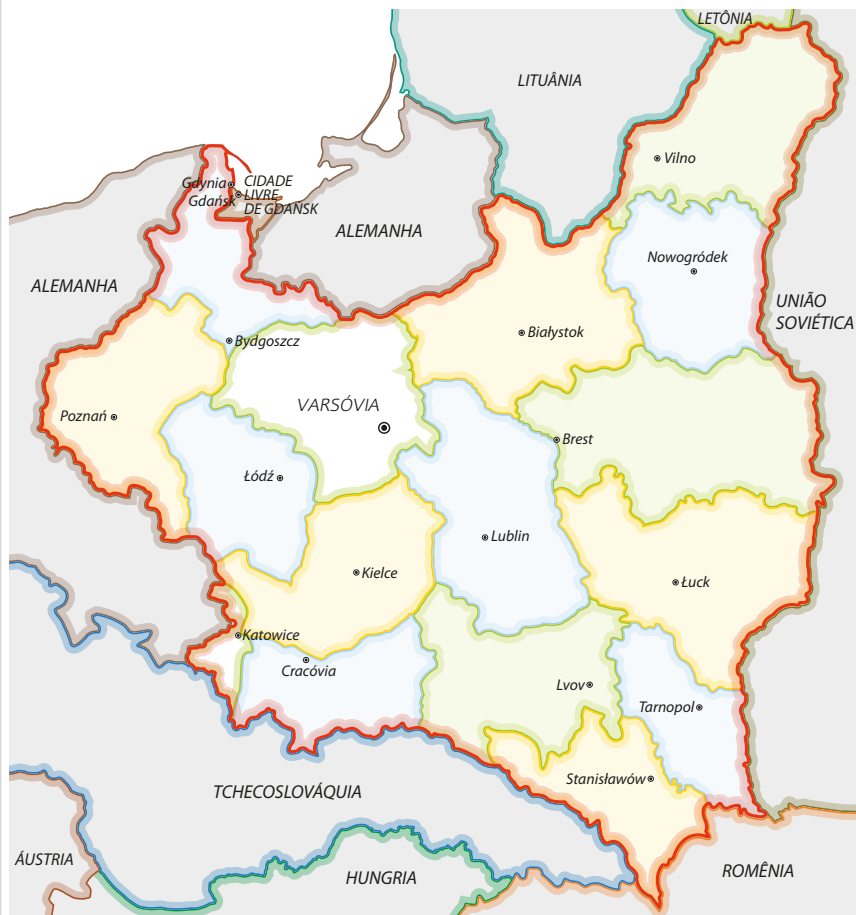 LETÔNIA
LITUÂNIA
Vilno
Gdynia
CIDADE
LIVRE
DE GDAŃSK
Gdańsk
ALEMANHA
Nowogródek
ALEMANHA
UNIÃO
SOVIÉTICA
Białystok
Bydgoszcz
VARSÓVIA
Poznań
Brest
Łódź
Lublin
Kielce
Łuck
Katowice
Cracóvia
Lvov
Tarnopol
Stanisławów
TCHECOSLOVÁQUIA
ÁUSTRIA
HUNGRIA
ROMÊNIA